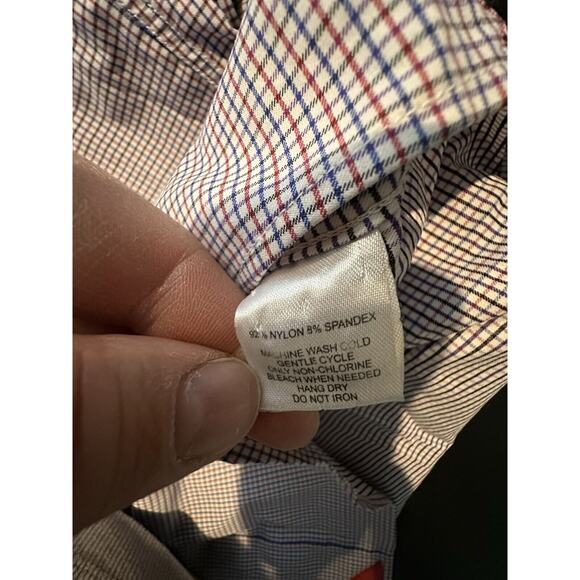 92% NYLON 8% SPANDEX
MACHINE WASH COLD
GENTLE CYCLE
ONLY NON-CHLORINE
BLEACH WHEN NEEDED
HANG DRY
DO NOT IRON